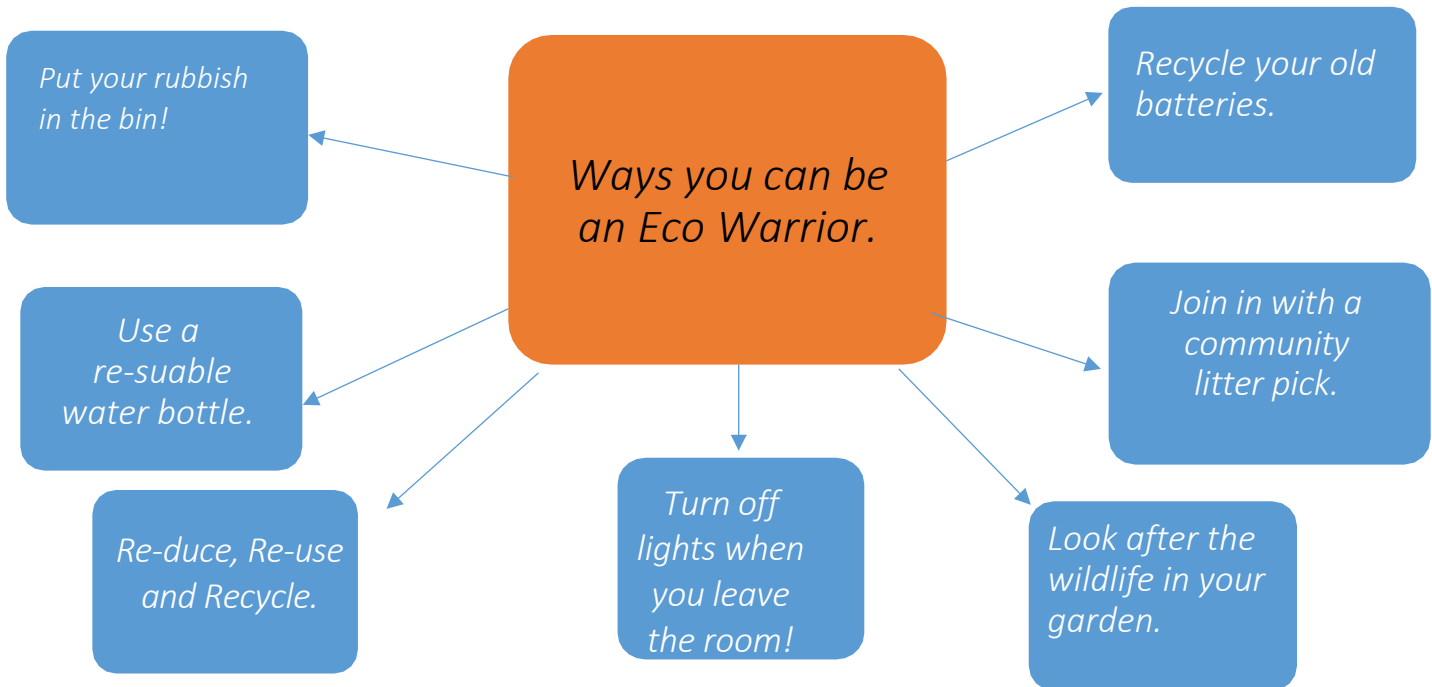 Put your rubbish
in the bin!
Ways you can be
an Eco Warrior.
Recycle your old
batteries.
Use a
re-suable
water bottle.
Join in with a
community
litter pick.
Re-duce, Re-use
and Recycle.
Turn off
lights when
you leave
the room!
Look after the
wildlife in your
garden.